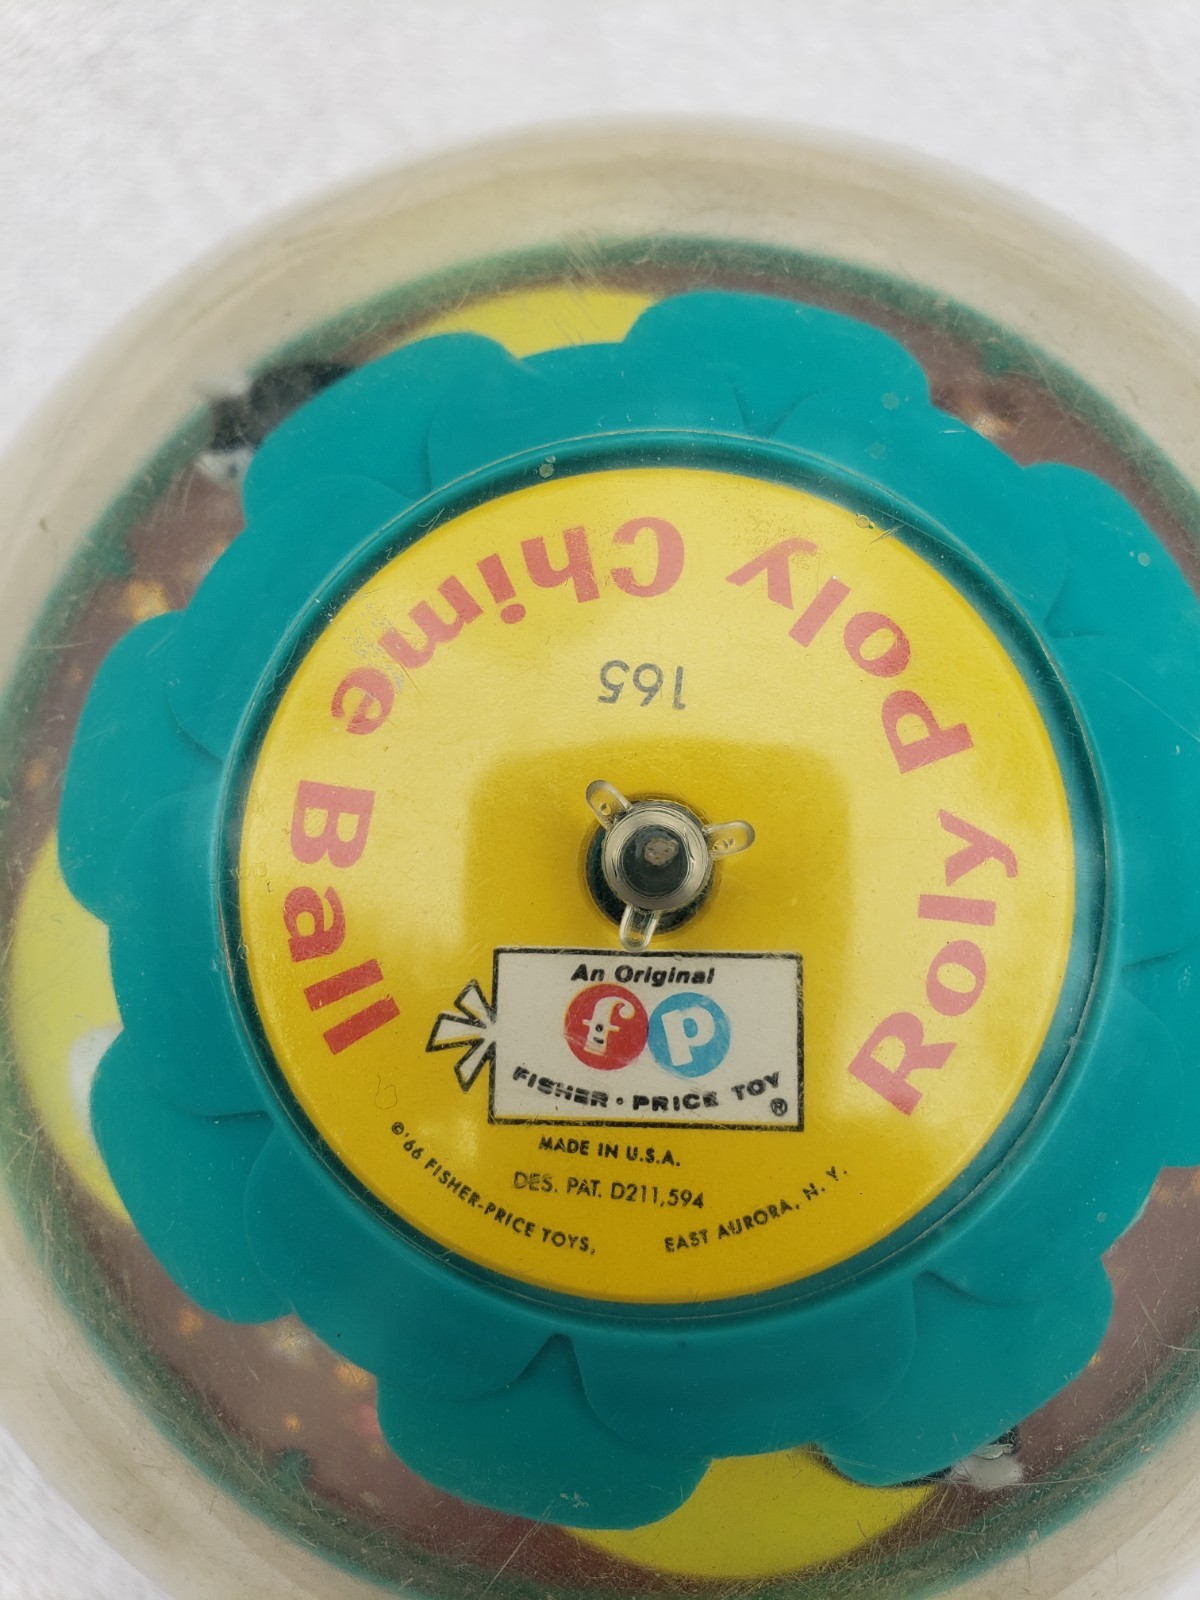 Roly Poly Chime Ball
165
An Original
fp
FISHER·PRICE TOY
®
MADE IN U.S.A.
DES. PAT. D211,594
©'66 FISHER-PRICE TOYS, EAST AURORA, N. Y.